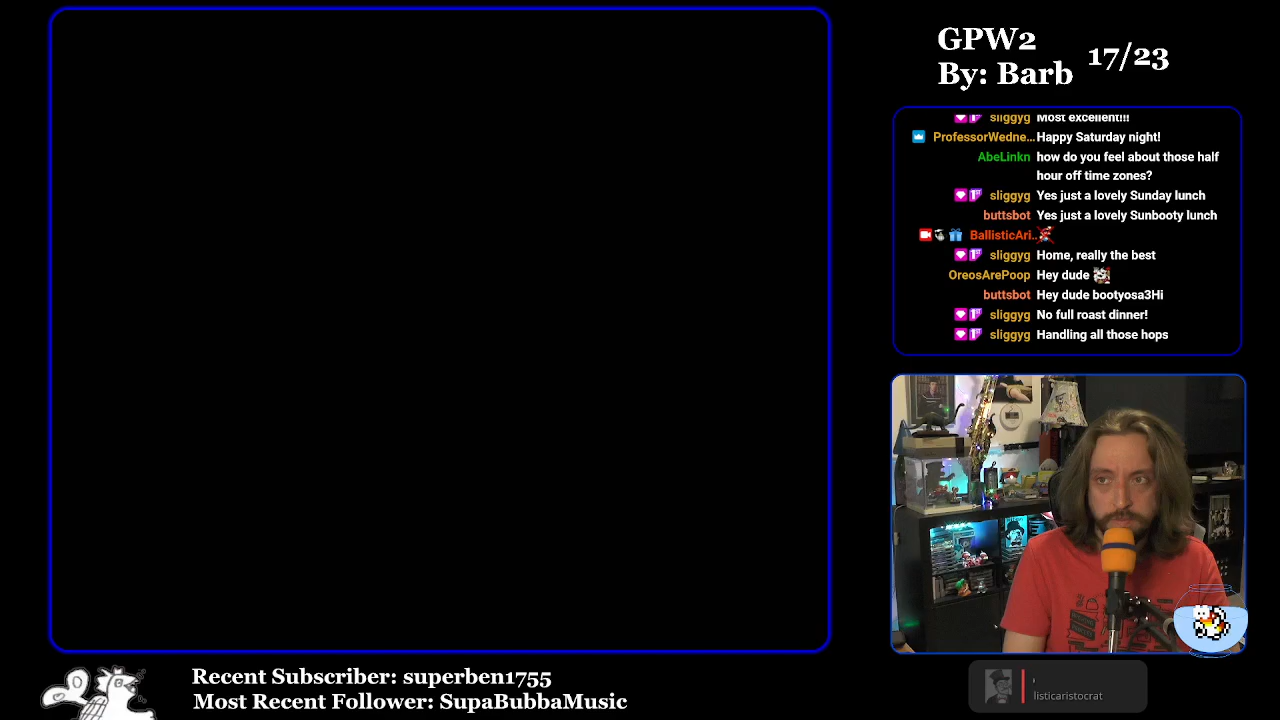 GPW2
By: Barb
17/23
sliggyg Most excellent!!!
ProfessorWedne... Happy Saturday night!
AbeLinkn how do you feel about those half
hour off time zones?
sliggyg Yes just a lovely Sunday lunch
buttsbot Yes just a lovely Sunbooty lunch
BallisticAri..
sliggyg Home, really the best
OreosArePoop Hey dude
buttsbot Hey dude bootyosa3Hi
sliggyg No full roast dinner!
sliggyg Handling all those hops
Recent Subscriber: superben1755
Most Recent Follower: SupaBubbaMusic
listicaristocrat